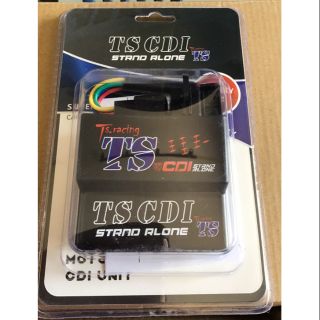 TS CDI
STAND ALONE TS
Ts.racing
TS
CDI STAND ALONE
TS CDI
STAND ALONE TS
CDI UNIT